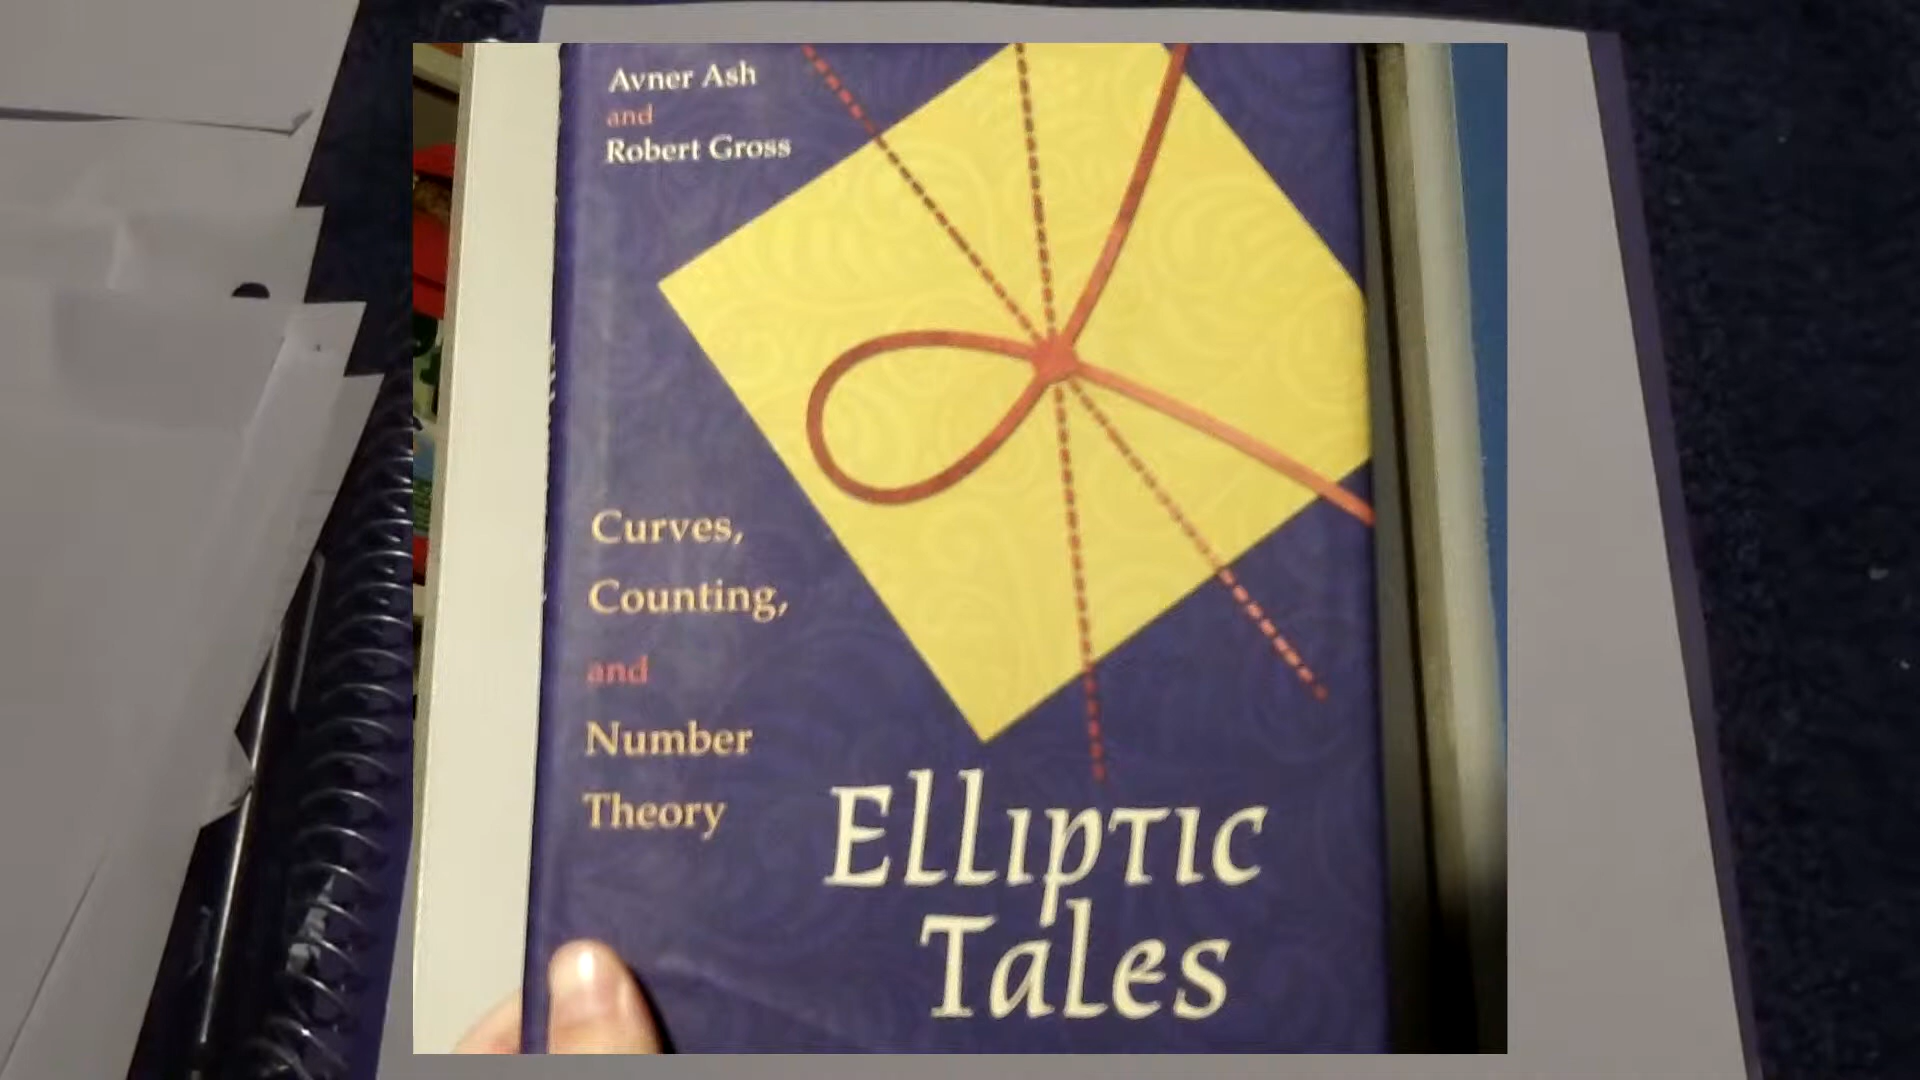 Avner Ash
and
Robert Gross
Curves,
Counting,
and
Number
Theory
Elliptic
Tales